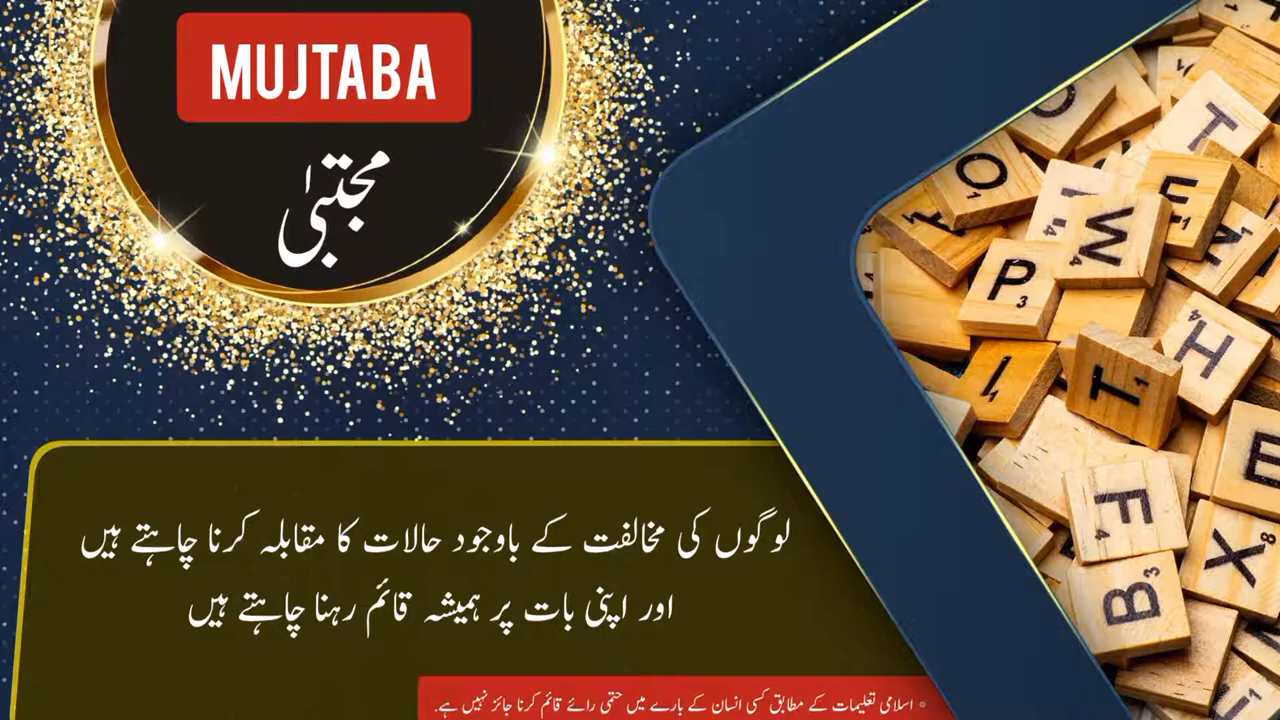 MUJTABA
مجتبیٰ
لوگوں کی مخالفت کے باوجود حالات کا مقابلہ کرنا چاہتے ہیں
اور اپنی بات پر ہمیشہ قائم رہنا چاہتے ہیں
* اسلامی تعلیمات کے مطابق کسی انسان کے بارے میں حتمی رائے قائم کرنا جائز نہیں ہے.